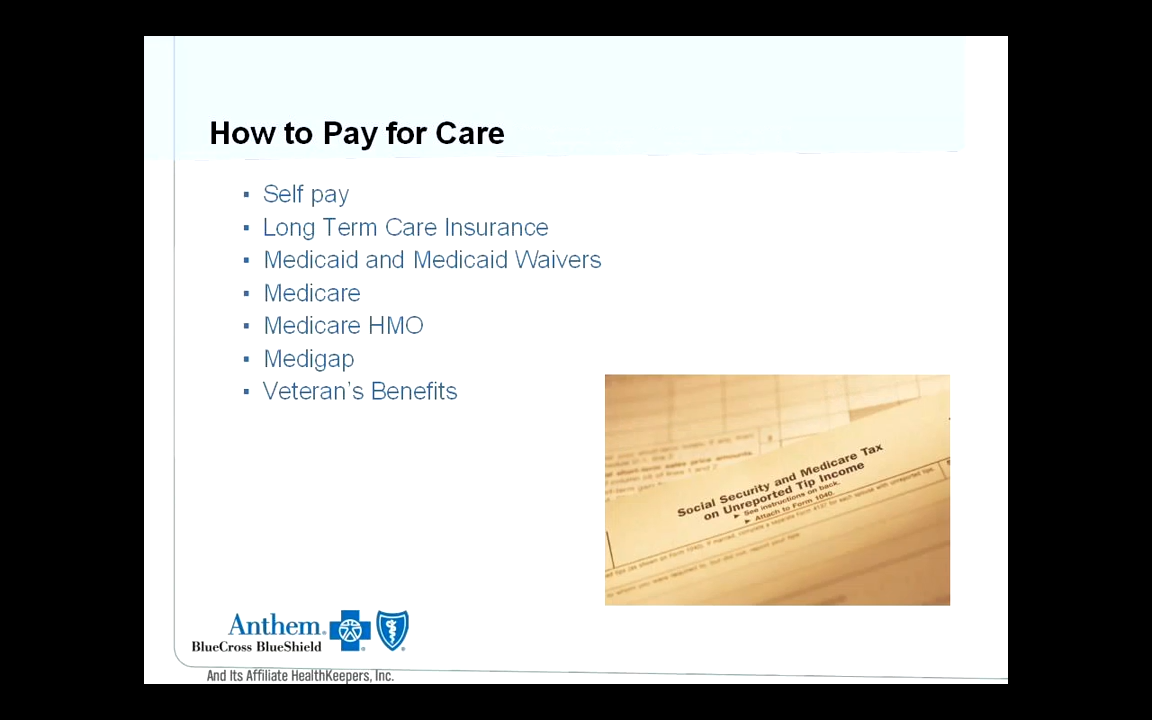 How to Pay for Care
Self pay
Long Term Care Insurance
Medicaid and Medicaid Waivers
Medicare
Medicare HMO
Medigap
Veteran's Benefits
Social Security and Medicare Tax
on Unreported Tip Income
► See instructions on back.
► Attach to Form 1040.
Anthem.
BlueCross BlueShield
And Its Affiliate HealthKeepers, Inc.